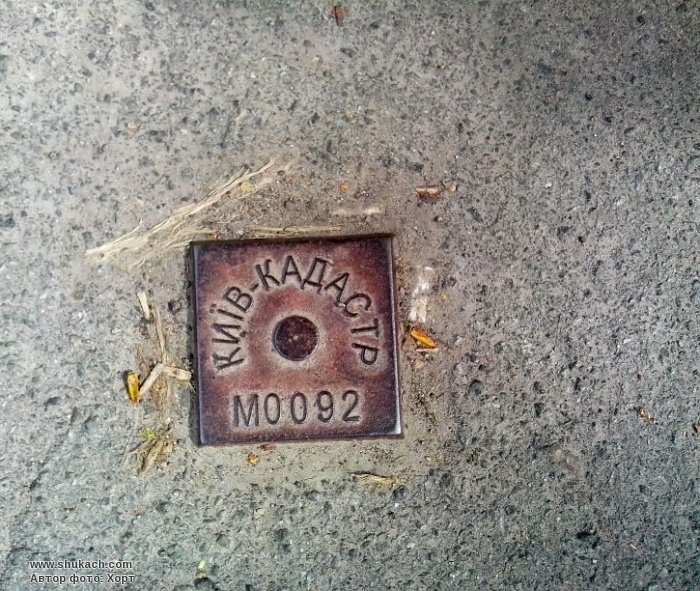 КИЇВ-КАДАСТР
М0092
www.shukach.com
Автор фото: Хорт